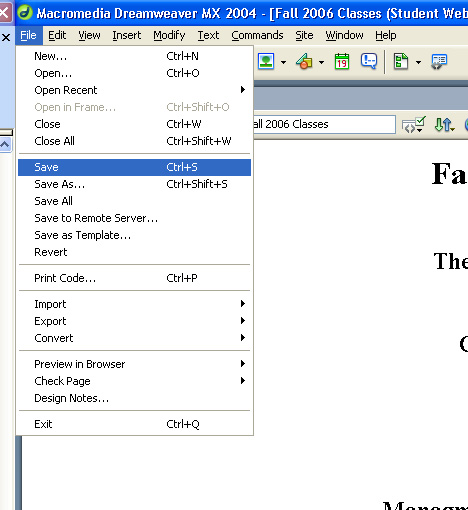 Macromedia Dreamweaver MX 2004 - [Fall 2006 Classes (Student Web
File Edit View Insert Modify Text Commands Site Window Help
New... Ctrl+N
Open... Ctrl+O
Open Recent
Open in Frame... Ctrl+Shift+O
Close Ctrl+W
Close All Ctrl+Shift+W
Save Ctrl+S
Save As... Ctrl+Shift+S
Save All
Save to Remote Server...
Save as Template...
Revert
Print Code... Ctrl+P
Import
Export
Convert
Preview in Browser
Check Page
Design Notes...
Exit Ctrl+Q
19
all 2006 Classes
Fa
The
C
Managm